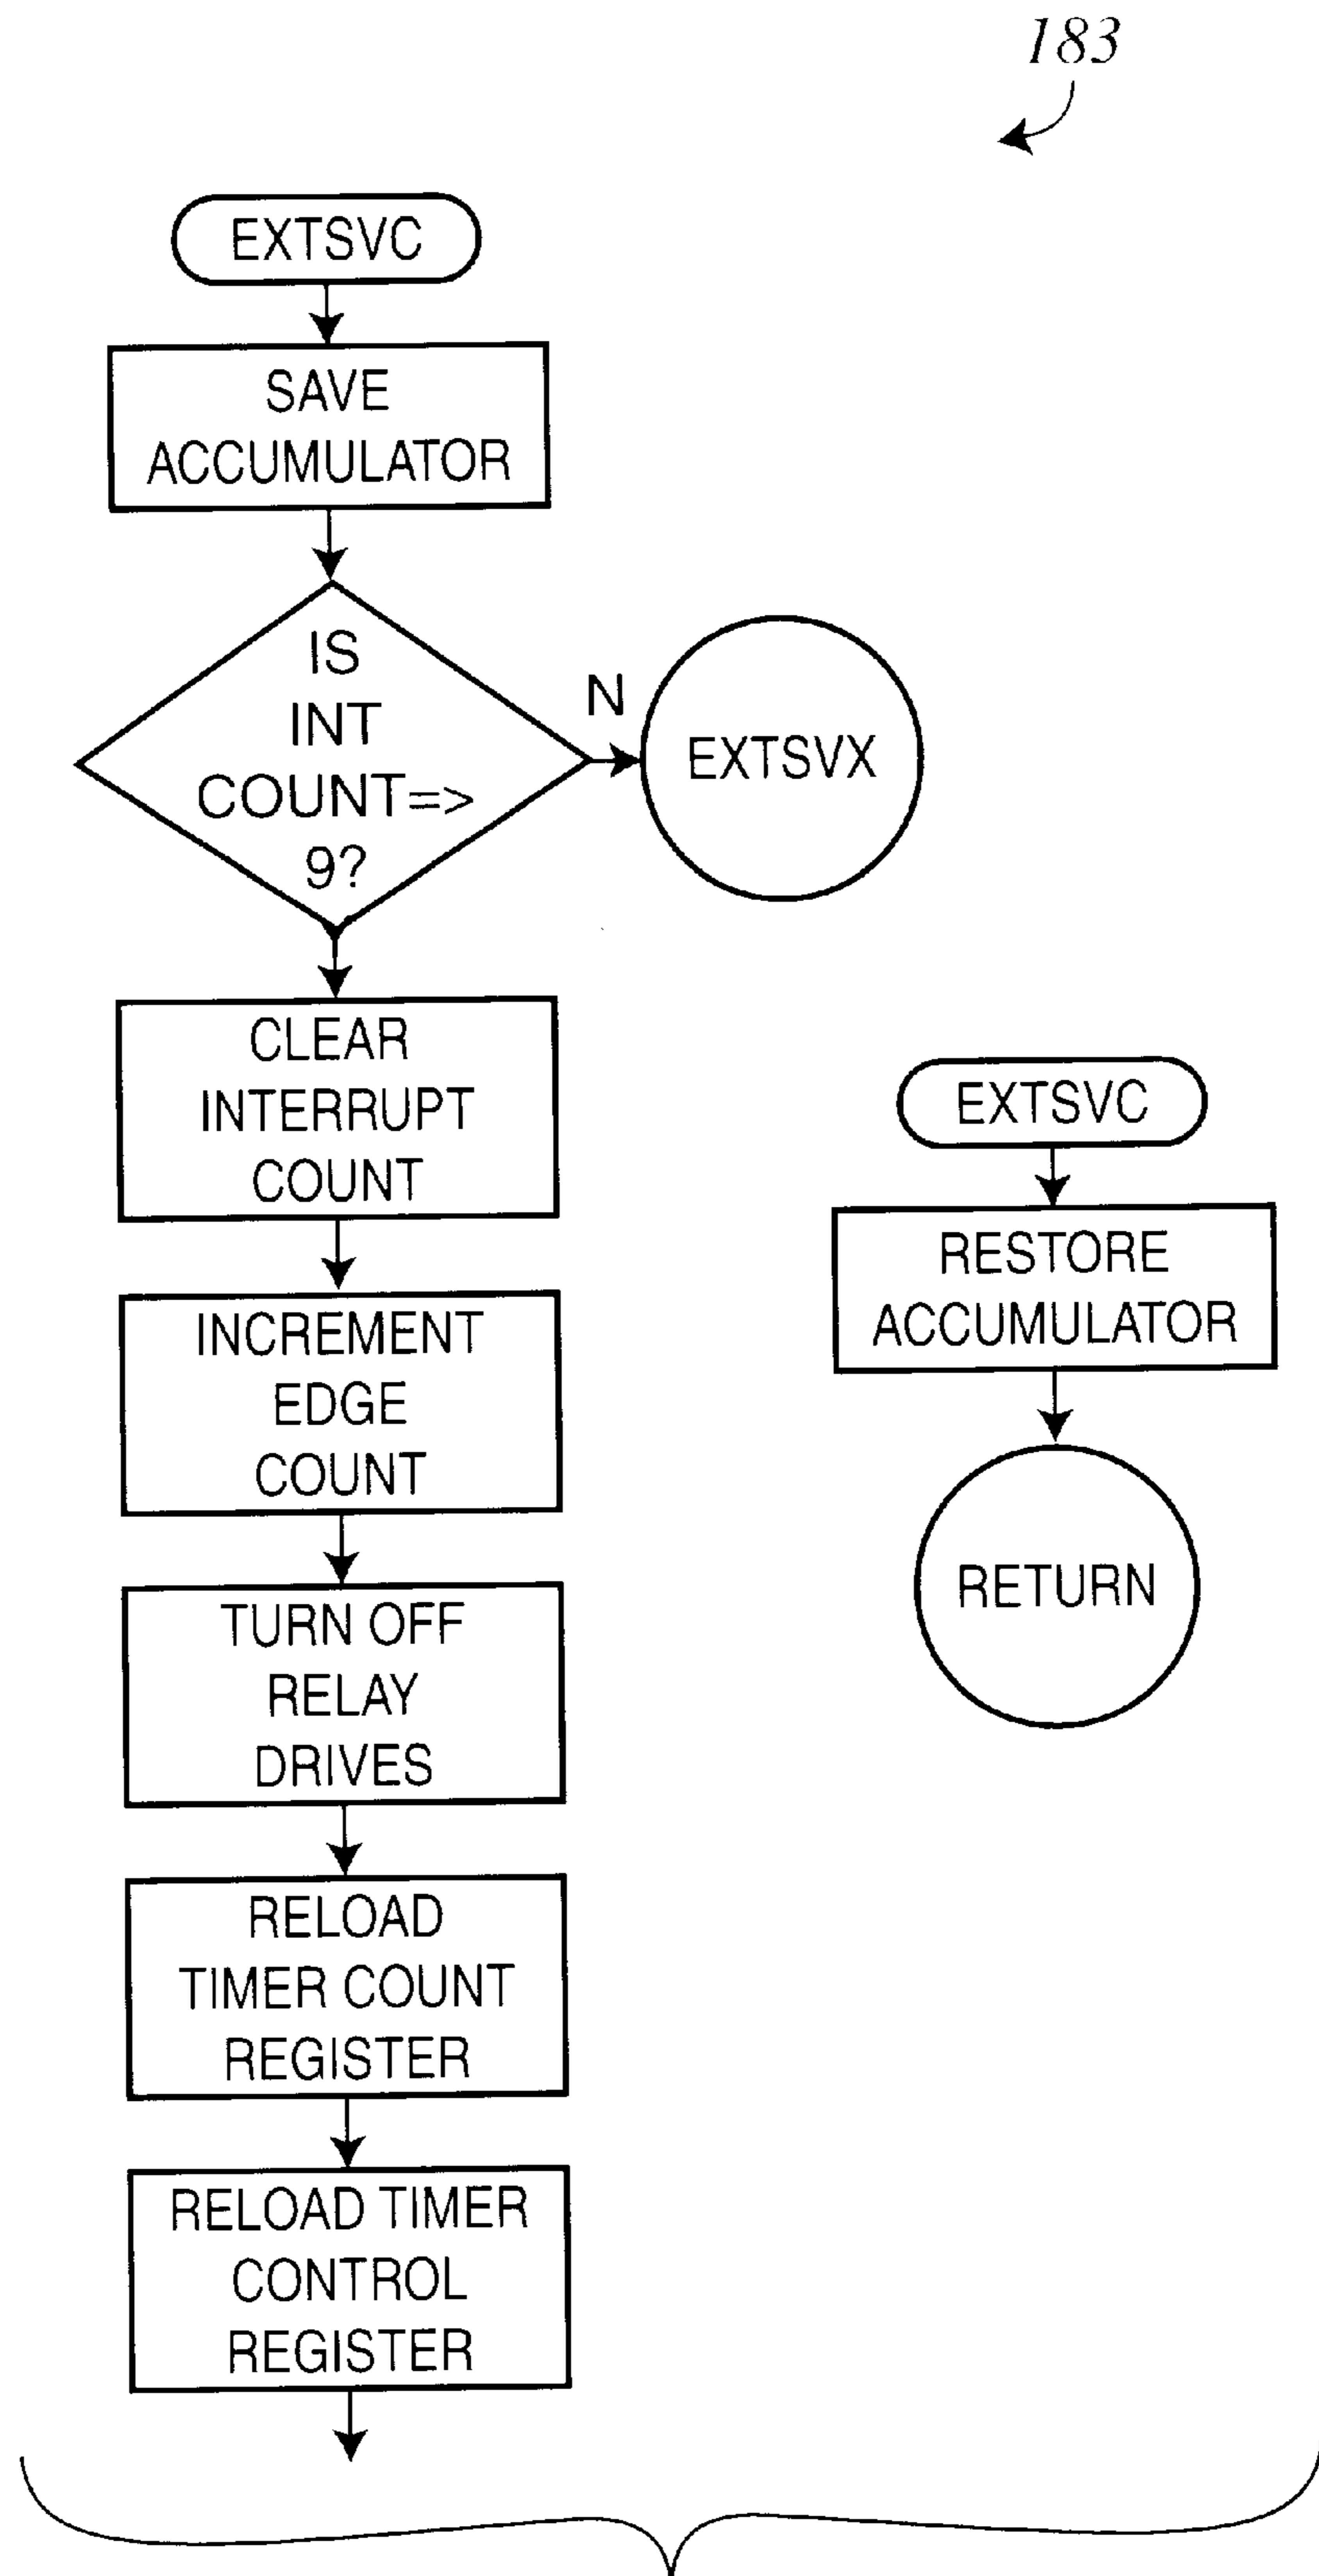 183
EXTSVC
SAVE
ACCUMULATOR
IS
INT
COUNT=>
9?
N
EXTSVX
CLEAR
INTERRUPT
COUNT
INCREMENT
EDGE
COUNT
TURN OFF
RELAY
DRIVES
RELOAD
TIMER COUNT
REGISTER
RELOAD TIMER
CONTROL
REGISTER
EXTSVC
RESTORE
ACCUMULATOR
RETURN